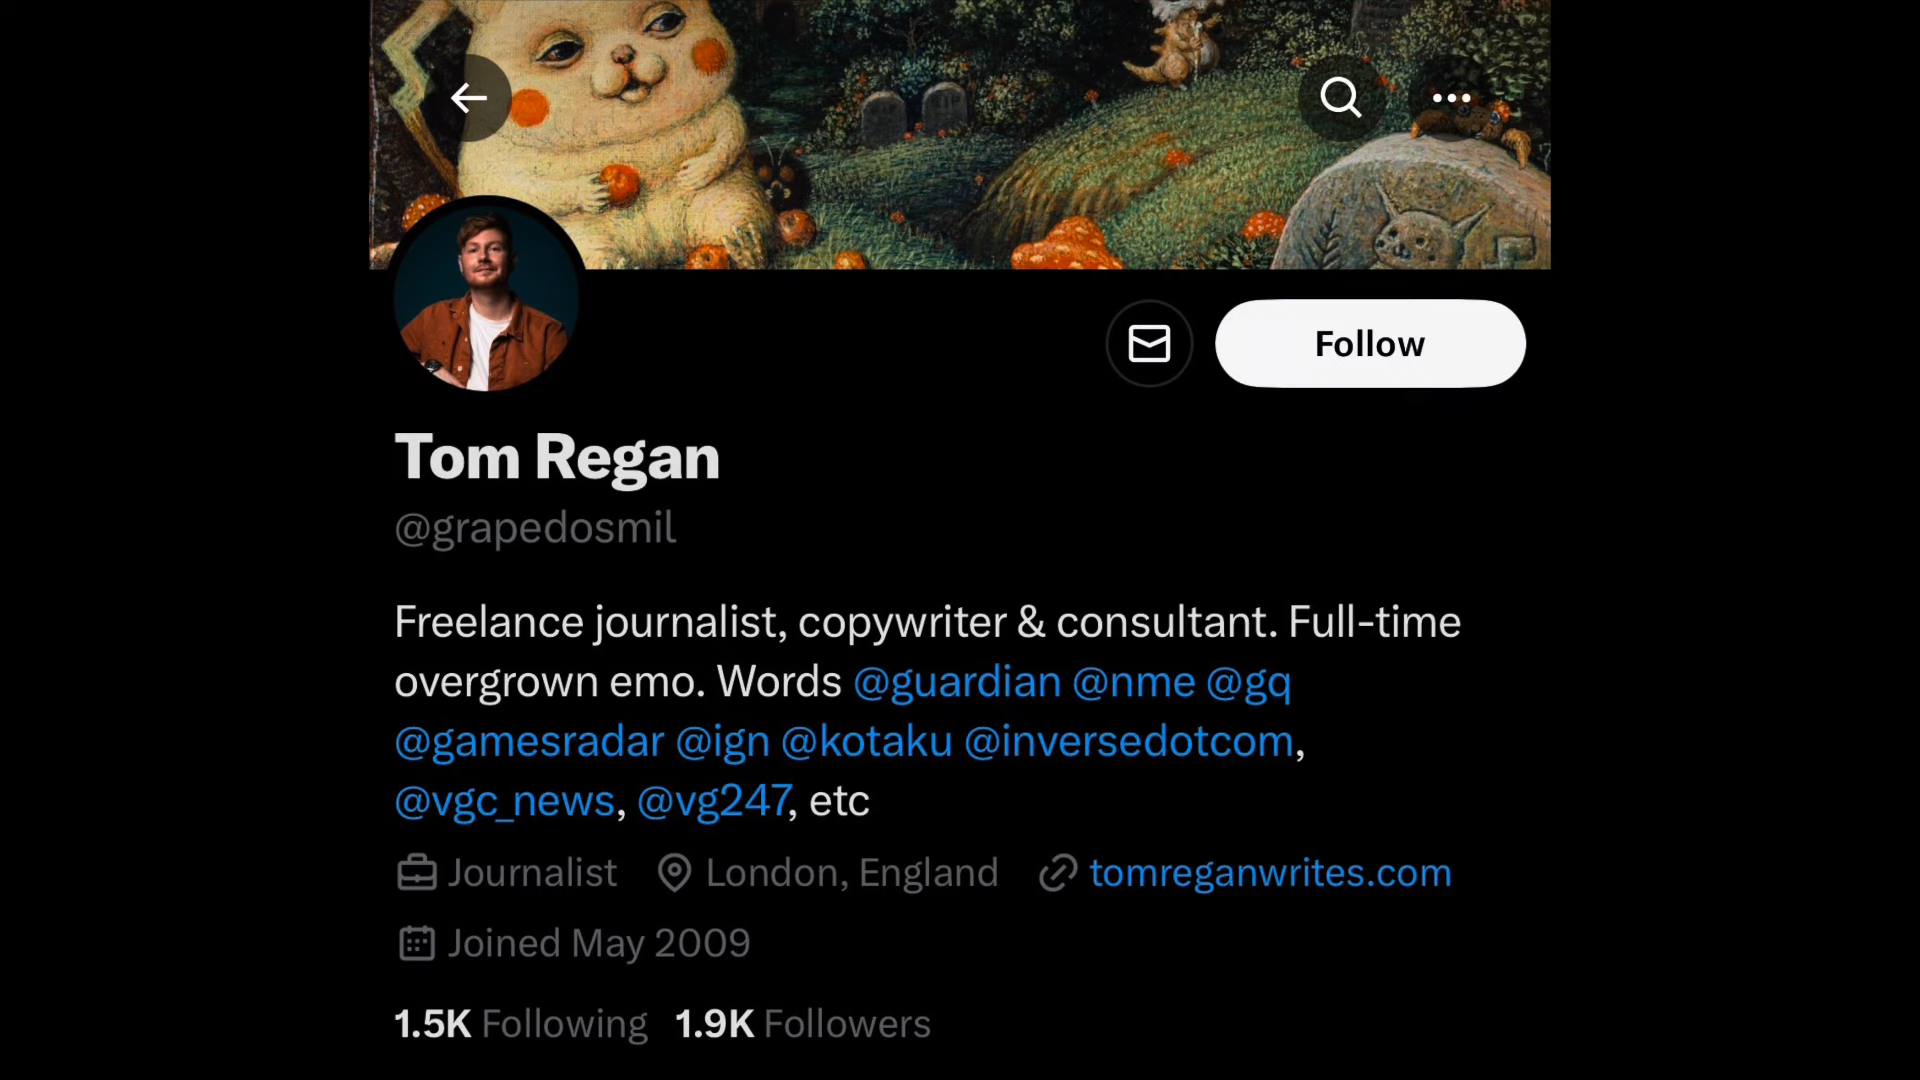 Follow
Tom Regan
@grapedosmil
Freelance journalist, copywriter & consultant. Full-time
overgrown emo. Words @guardian @nme @gq
@gamesradar @ign @kotaku @inversedotcom,
@vgc_news, @vg247, etc
Journalist London, England tomreganwrites.com
Joined May 2009
1.5K Following 1.9K Followers